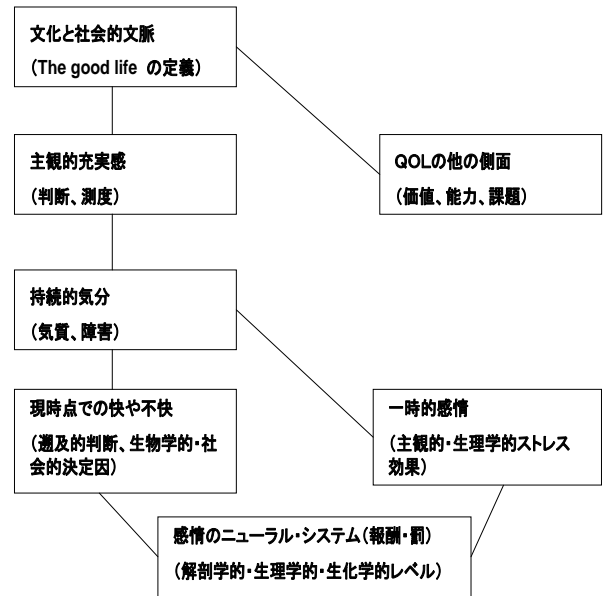 文化と社会的文脈
(The good life の定義)
主観的充実感
(判断、測度)
QOLの他の側面
(価値、能力、課題)
持続的気分
(気質、障害)
現時点での快や不快
(遡及的判断、生物学的・社
会的決定因)
一時的感情
(主観的・生理学的ストレス
効果)
感情のニューラル・システム(報酬・罰)
(解剖学的・生理学的・生化学的レベル)